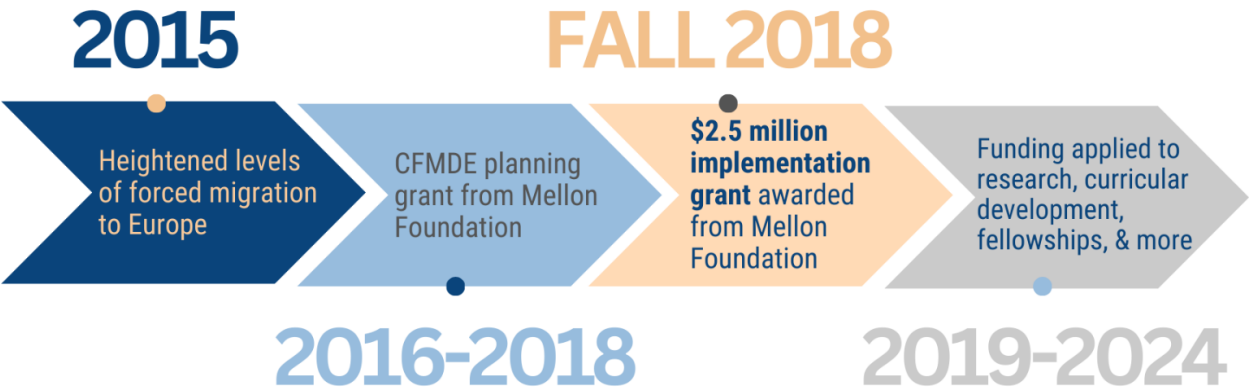 2015
Heightened levels
of forced migration
to Europe
CFMDE planning
grant from Mellon
Foundation
2016-2018
FALL 2018
$2.5 million
implementation
grant awarded
from Mellon
Foundation
Funding applied to
research, curricular
development,
fellowships, & more
2019-2024